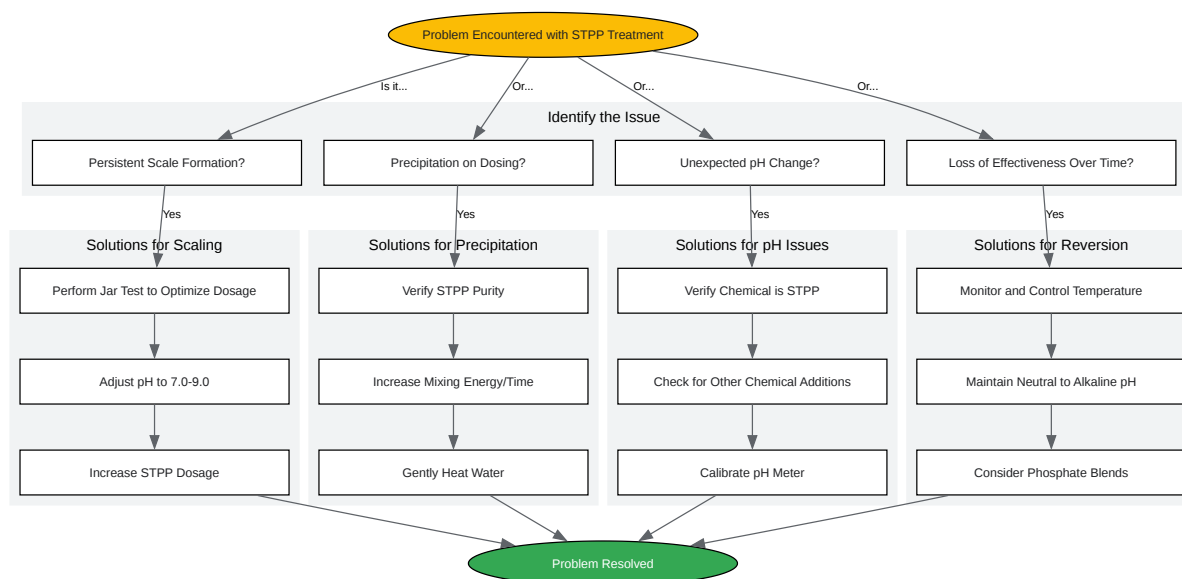 Problem Encountered with STPP Treatment
Is it...
Or...
Or...
Or...
Identify the Issue
Persistent Scale Formation?
Precipitation on Dosing?
Unexpected pH Change?
Loss of Effectiveness Over Time?
Yes
Yes
Yes
Yes
Solutions for Scaling
Solutions for Precipitation
Solutions for pH Issues
Solutions for Reversion
Perform Jar Test to Optimize Dosage
Verify STPP Purity
Verify Chemical is STPP
Monitor and Control Temperature
Adjust pH to 7.0-9.0
Increase Mixing Energy/Time
Check for Other Chemical Additions
Maintain Neutral to Alkaline pH
Increase STPP Dosage
Gently Heat Water
Calibrate pH Meter
Consider Phosphate Blends
Problem Resolved